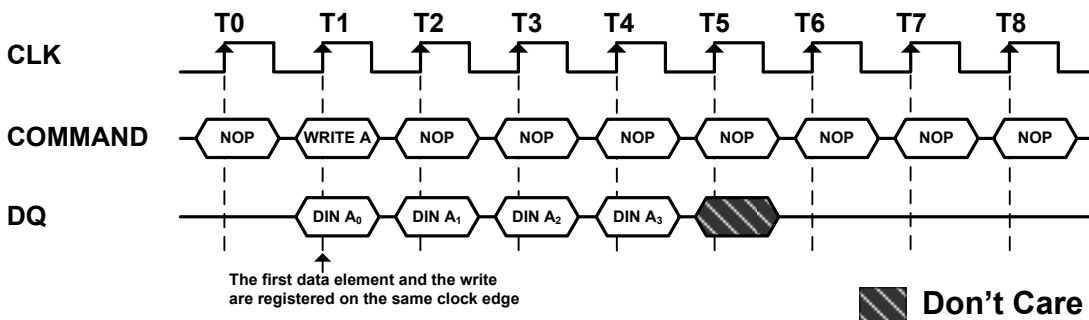 T0 T1 T2 T3 T4 T5 T6 T7 T8
CLK
COMMAND NOP WRITE A NOP NOP NOP NOP NOP NOP NOP
DQ DIN A₀ DIN A₁ DIN A₂ DIN A₃
The first data element and the write
are registered on the same clock edge
Don't Care